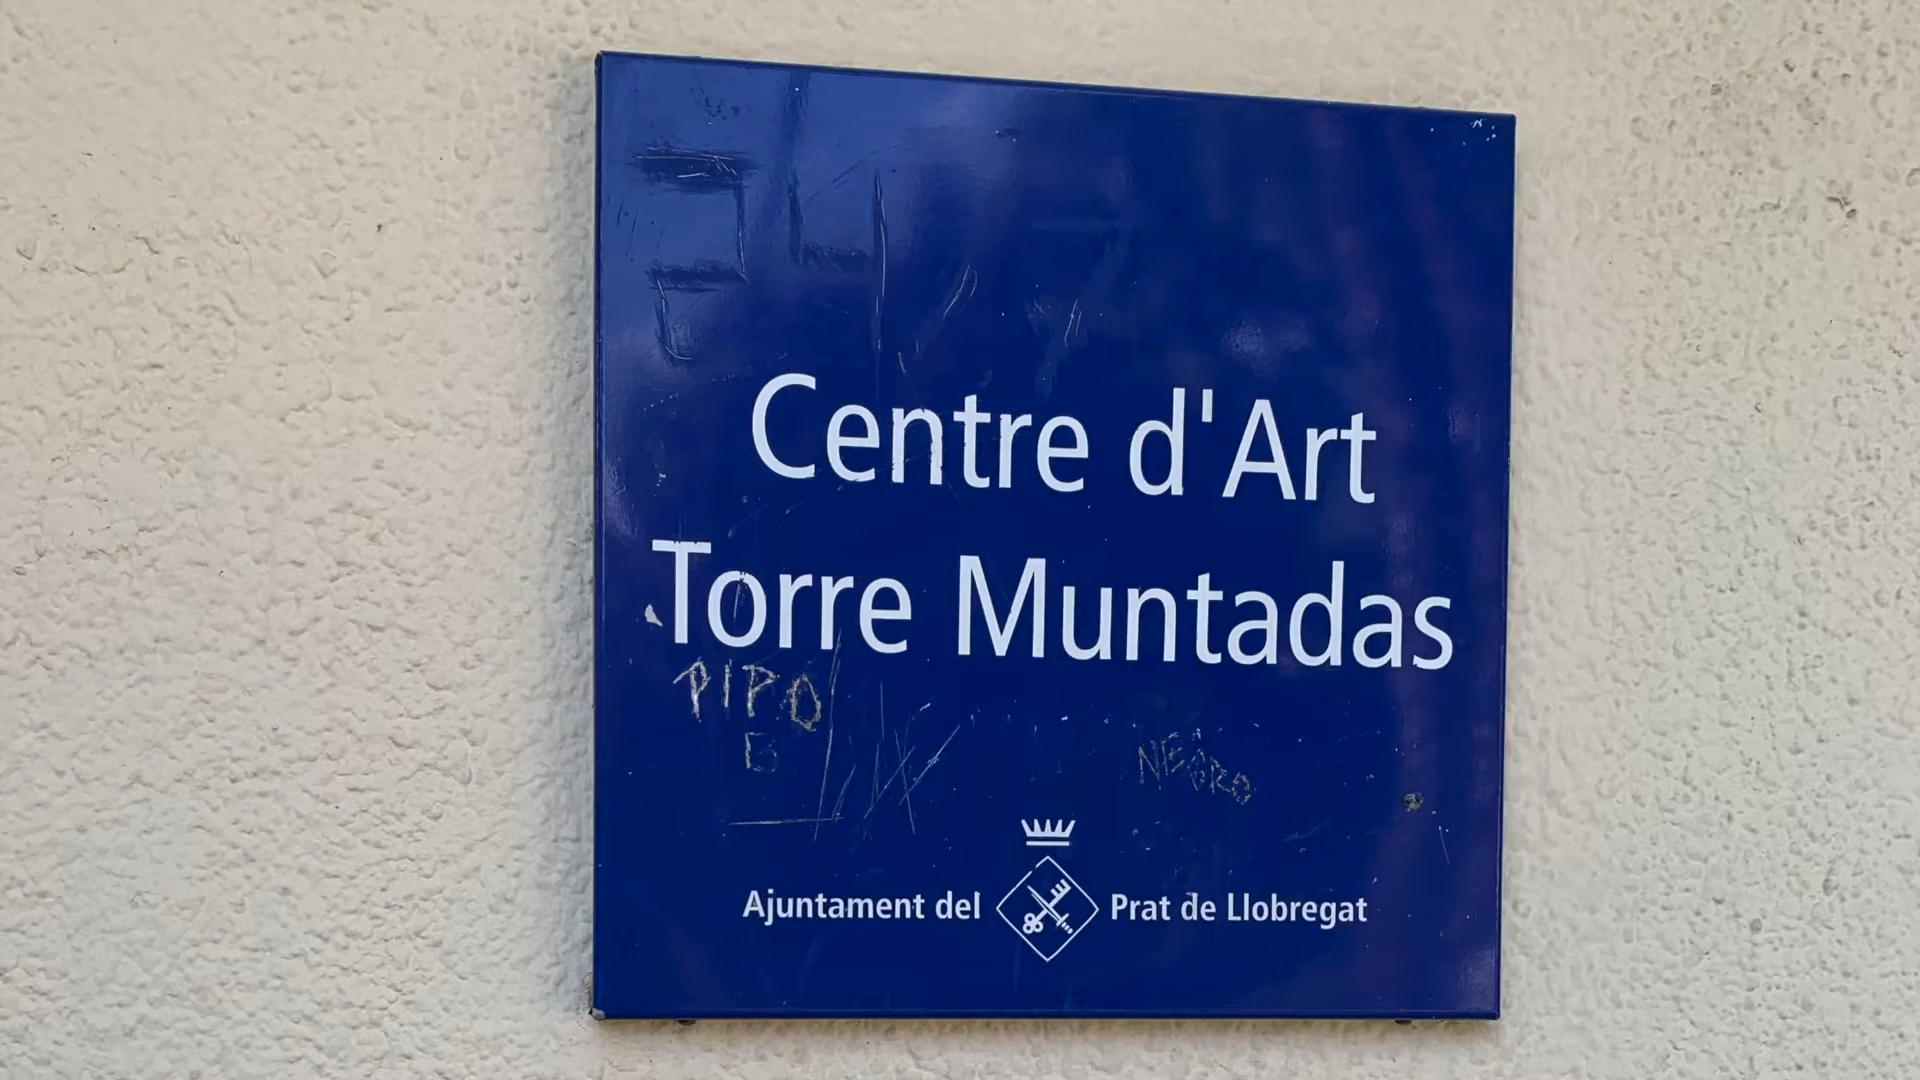 Centre d'Art
Torre Muntadas
PIPO
B
NEGRO
Ajuntament del Prat de Llobregat